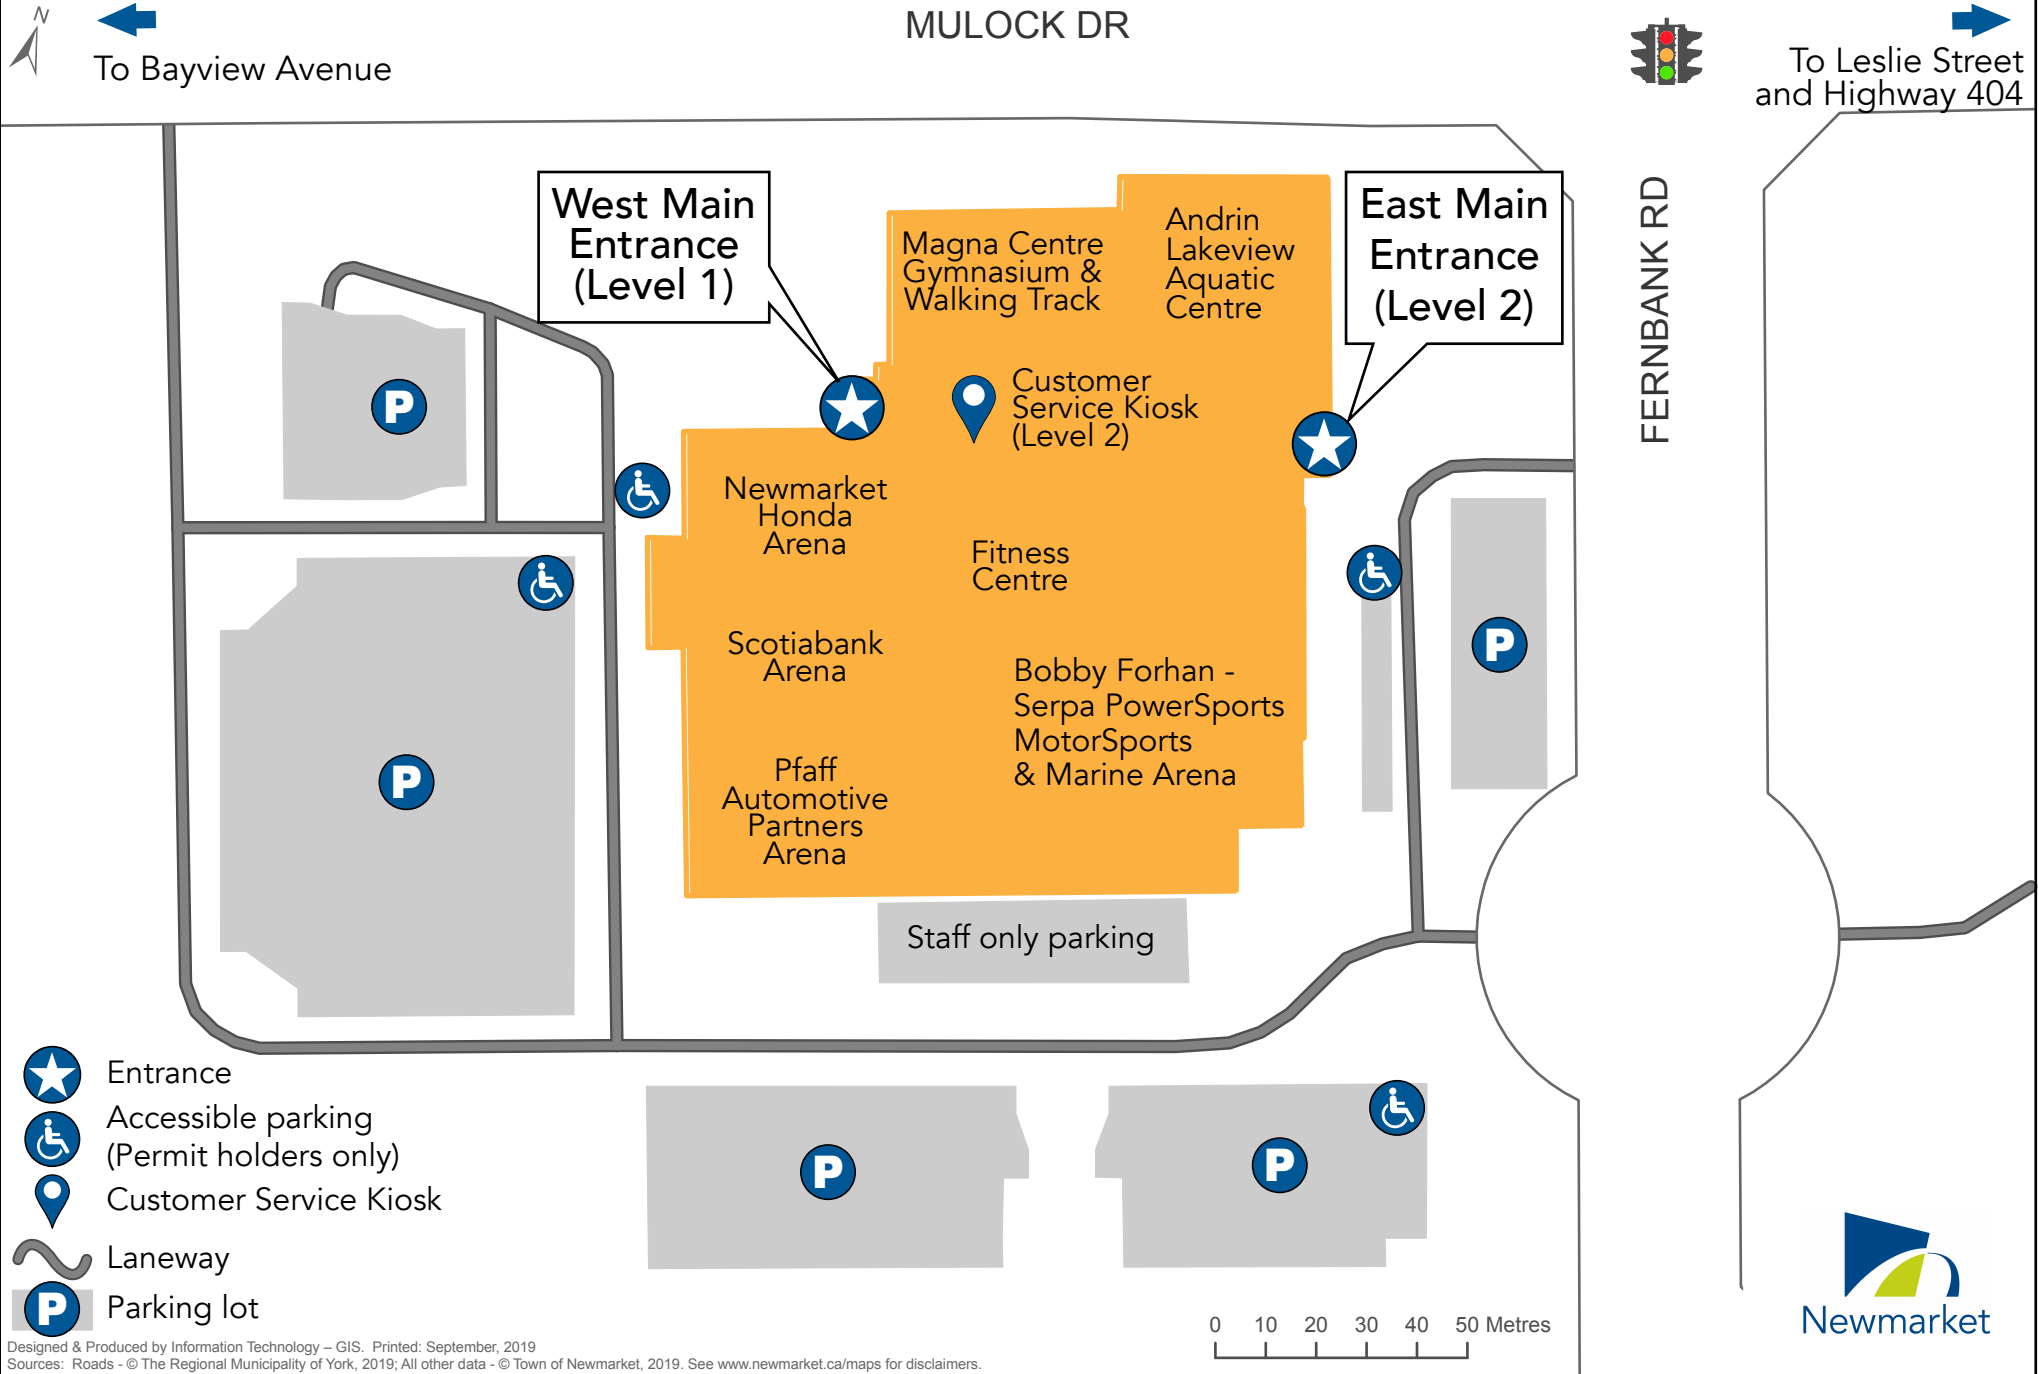 N
To Bayview Avenue
MULOCK DR
To Leslie Street
and Highway 404
FERNBANK RD
West Main
Entrance
(Level 1)
East Main
Entrance
(Level 2)
Magna Centre
Gymnasium &
Walking Track
Andrin
Lakeview
Aquatic
Centre
Customer
Service Kiosk
(Level 2)
Newmarket
Honda
Arena
Fitness
Centre
Scotiabank
Arena
Bobby Forhan -
Serpa PowerSports
MotorSports
& Marine Arena
Pfaff
Automotive
Partners
Arena
P
P
P
Staff only parking
P
P
Entrance
Accessible parking
(Permit holders only)
Customer Service Kiosk
Laneway
P
Parking lot
0 10 20 30 40 50 Metres
Newmarket
Designed & Produced by Information Technology – GIS. Printed: September, 2019
Sources: Roads - © The Regional Municipality of York, 2019; All other data - © Town of Newmarket, 2019. See www.newmarket.ca/maps for disclaimers.